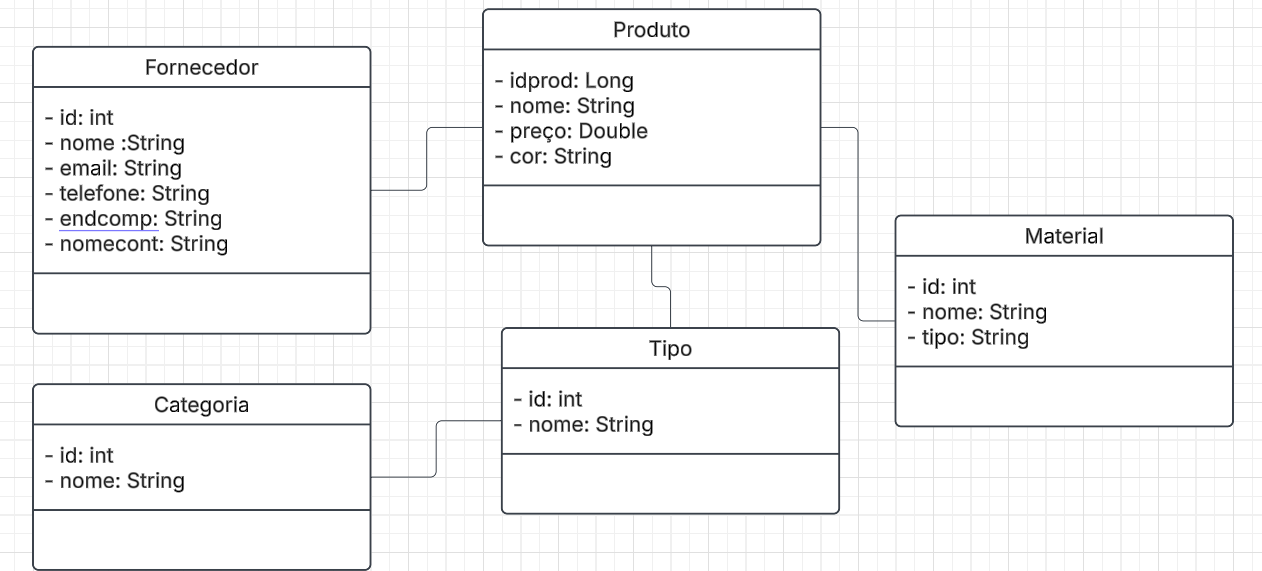 Fornecedor
- id: int
- nome :String
- email: String
- telefone: String
- endcomp: String
- nomecont: String
Produto
- idprod: Long
- nome: String
- preço: Double
- cor: String
Material
- id: int
- nome: String
- tipo: String
Categoria
- id: int
- nome: String
Tipo
- id: int
- nome: String